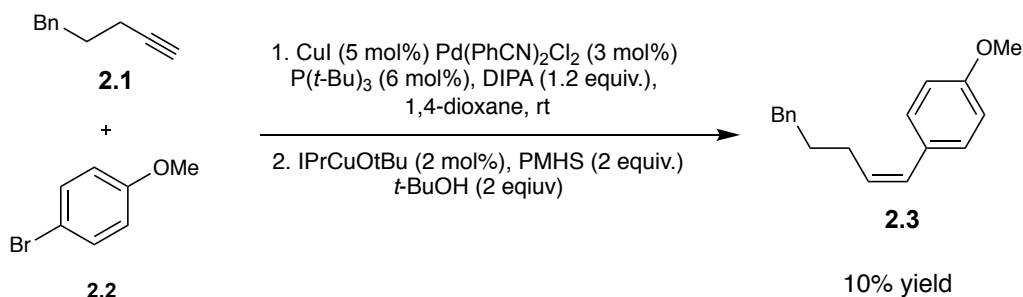 Bn
2.1
+
OMe
Br
2.2
1. CuI (5 mol%) Pd(PhCN)2Cl2 (3 mol%)
P(t-Bu)3 (6 mol%), DIPA (1.2 equiv.),
1,4-dioxane, rt
2. IPrCuOtBu (2 mol%), PMHS (2 equiv.)
t-BuOH (2 eqiuv)
OMe
Bn
2.3
10% yield